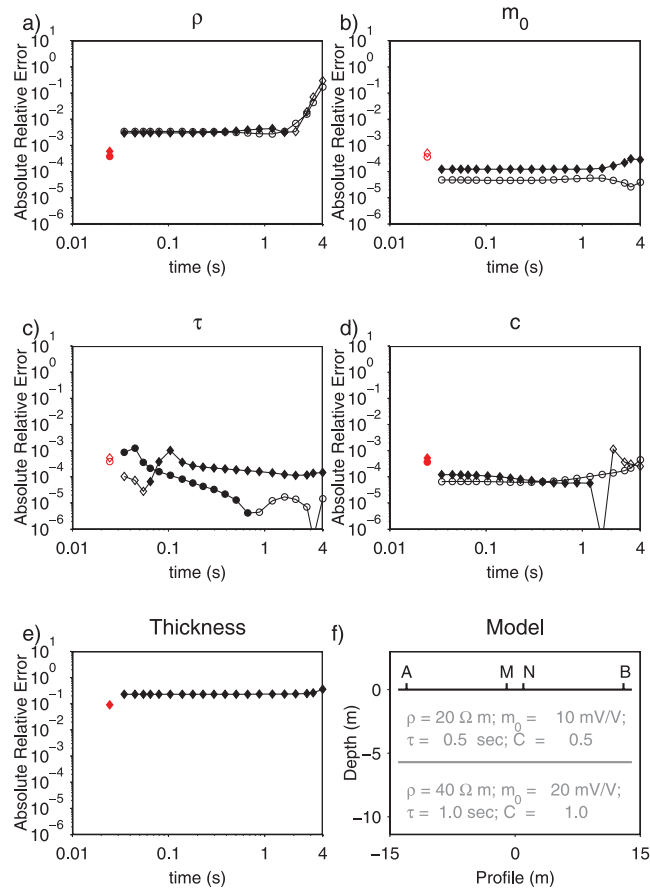 a) ρ
b) m0
Absolute Relative Error
10^1
10^0
10^-1
10^-2
10^-3
10^-4
10^-5
10^-6
0.01 0.1 1 4
time (s)
Absolute Relative Error
10^1
10^0
10^-1
10^-2
10^-3
10^-4
10^-5
10^-6
0.01 0.1 1 4
time (s)
c) τ
d) c
Absolute Relative Error
10^1
10^0
10^-1
10^-2
10^-3
10^-4
10^-5
10^-6
0.01 0.1 1 4
time (s)
Absolute Relative Error
10^1
10^0
10^-1
10^-2
10^-3
10^-4
10^-5
10^-6
0.01 0.1 1 4
time (s)
e) Thickness
f) Model
Absolute Relative Error
10^1
10^0
10^-1
10^-2
10^-3
10^-4
10^-5
10^-6
0.01 0.1 1 4
time (s)
A M N B
Depth (m)
0
−5
−10
ρ = 20 Ω m; m0 = 10 mV/V;
τ = 0.5 sec; C = 0.5
ρ = 40 Ω m; m0 = 20 mV/V;
τ = 1.0 sec; C = 1.0
−15 0 15
Profile (m)